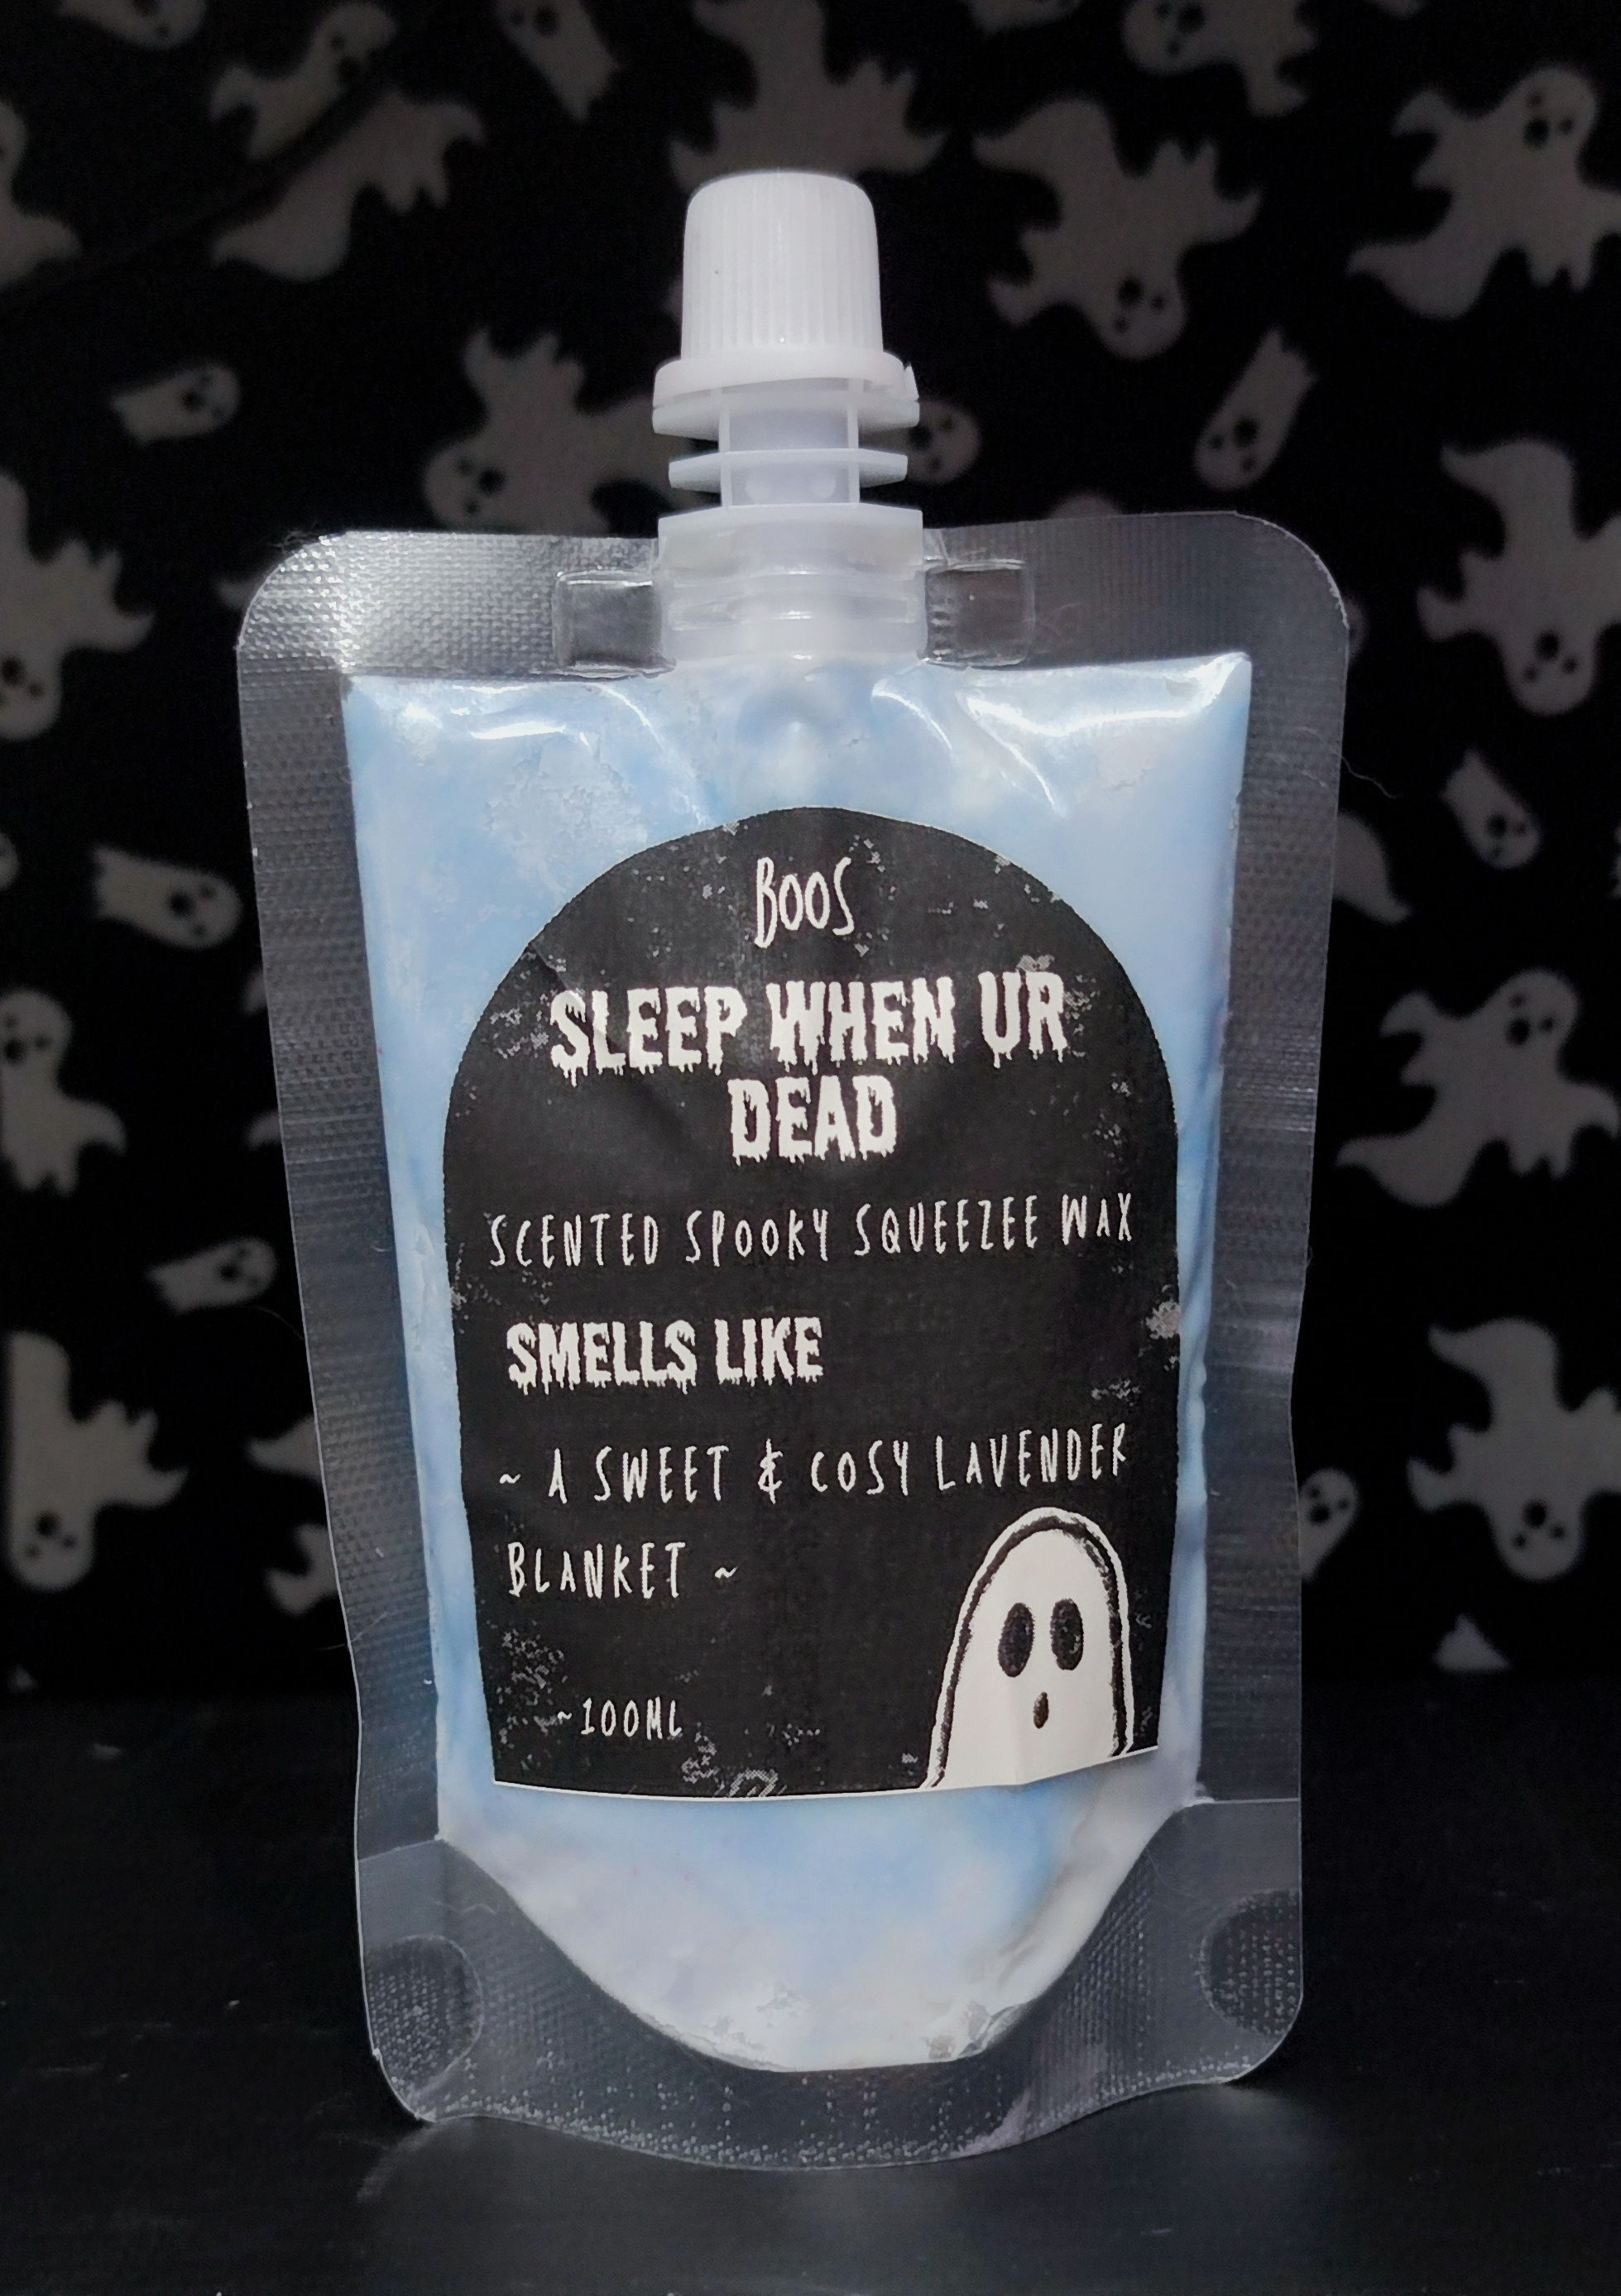 BOOS
SLEEP WHEN UR
DEAD
SCENTED SPOOKY SQUEEZEE WAX
SMELLS LIKE
~ A SWEET & COSY LAVENDER
BLANKET ~
~100ML